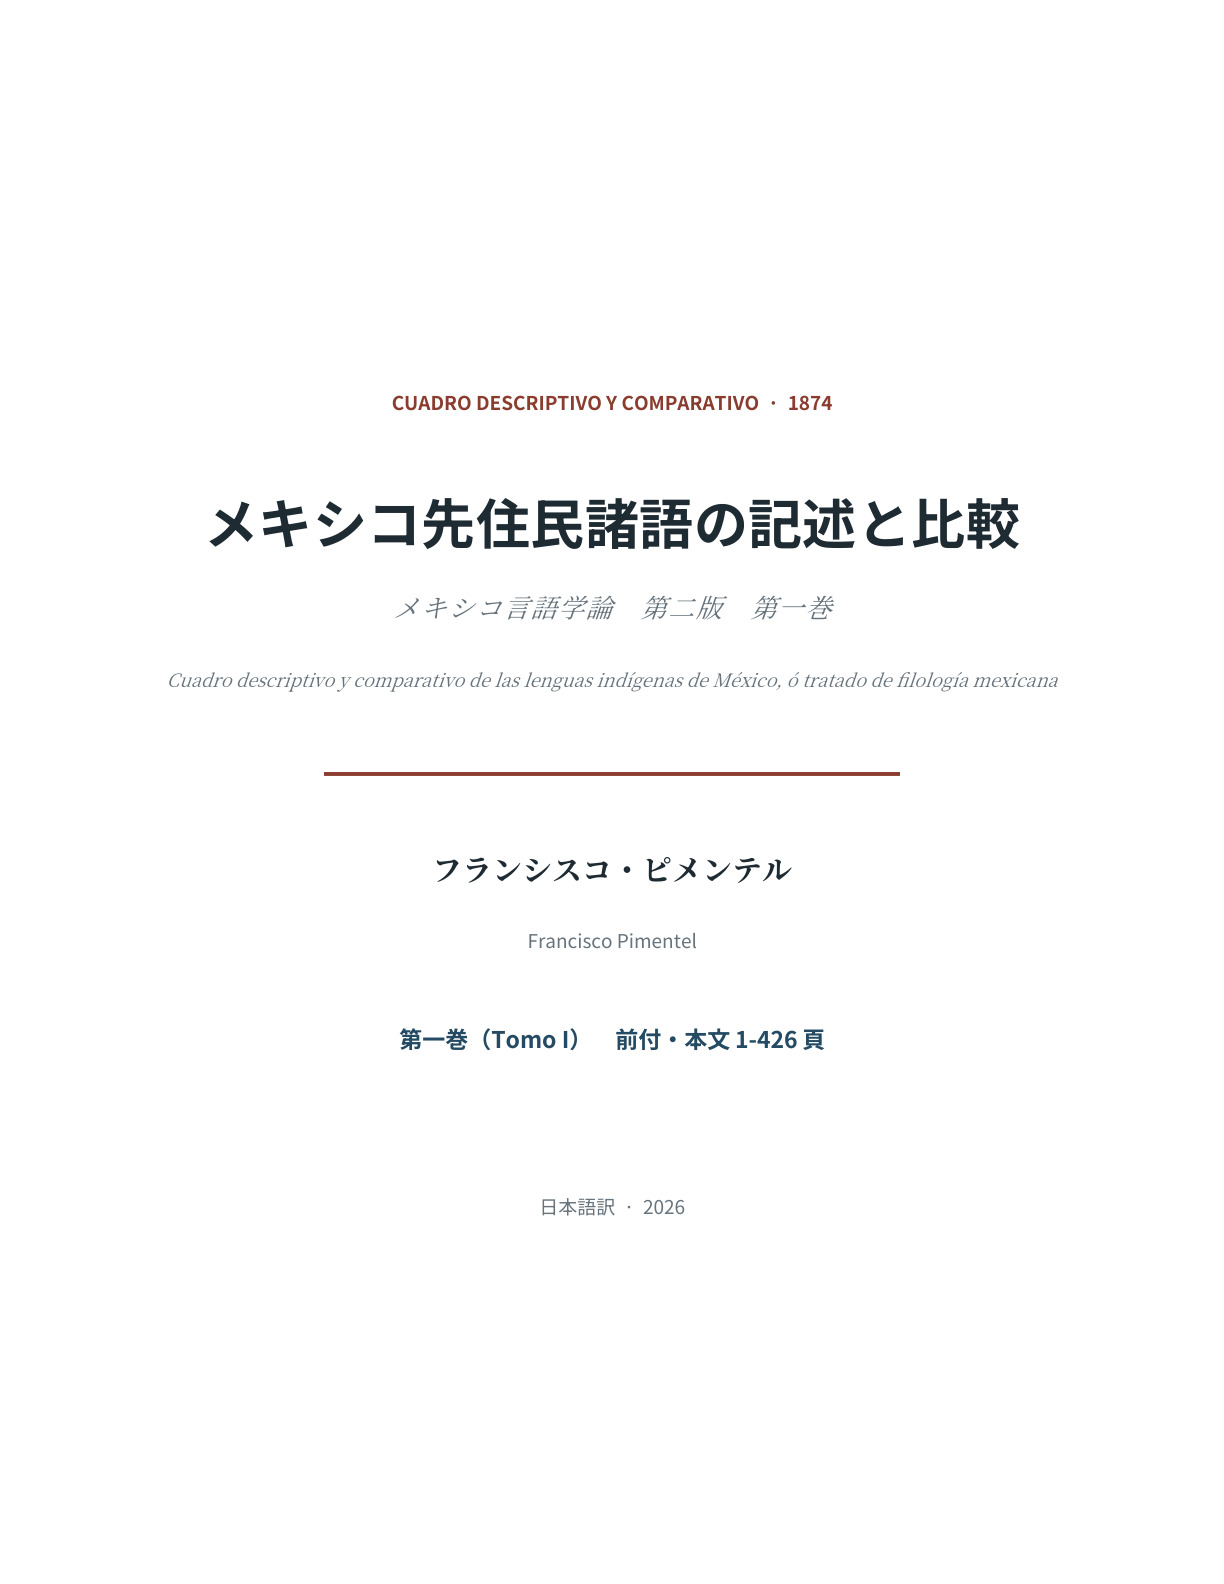 CUADRO DESCRIPTIVO Y COMPARATIVO · 1874
メキシコ先住民諸語の記述と比較
メキシコ言語学論　第二版　第一巻
Cuadro descriptivo y comparativo de las lenguas indígenas de México, ó tratado de filología mexicana
フランシスコ・ピメンテル
Francisco Pimentel
第一巻（Tomo I）　前付・本文 1-426 頁
日本語訳 · 2026